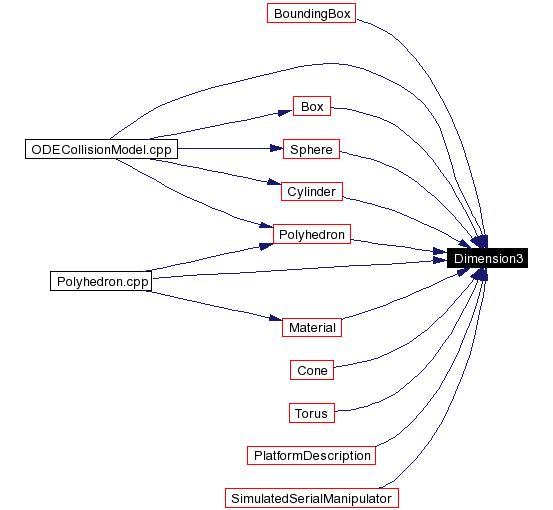 BoundingBox
Box
ODECollisionModel.cpp
Sphere
Cylinder
Polyhedron
Dimension3
Polyhedron.cpp
Material
Cone
Torus
PlatformDescription
SimulatedSerialManipulator